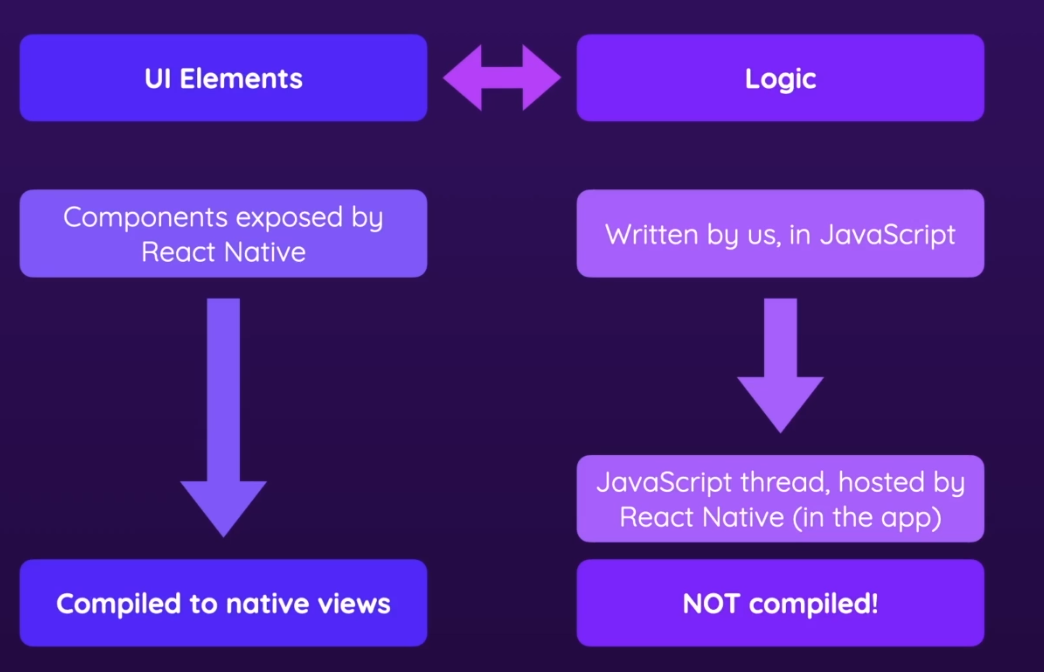 UI Elements
Logic
Components exposed by
React Native
Written by us, in JavaScript
JavaScript thread, hosted by
React Native (in the app)
Compiled to native views
NOT compiled!